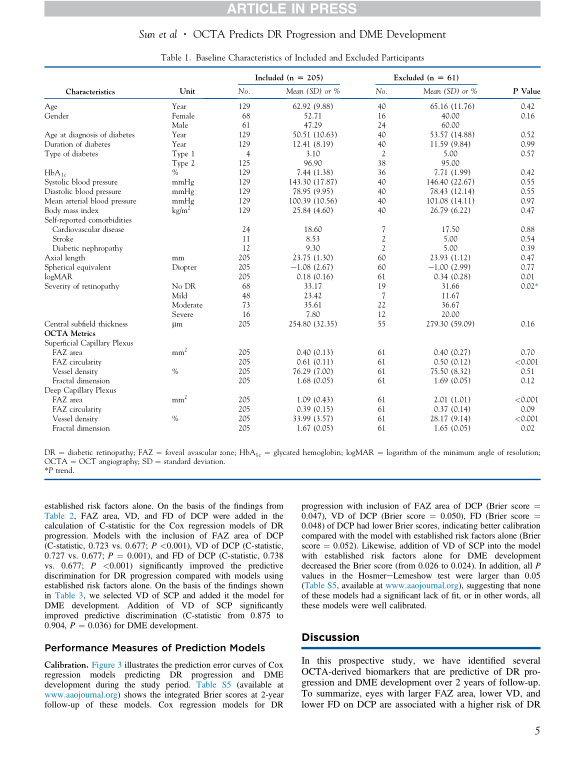 ARTICLE IN PRESS
Sun et al • OCTA Predicts DR Progression and DME Development
Table 1. Baseline Characteristics of Included and Excluded Participants
Included (n = 205) Excluded (n = 61)
Characteristics Unit No. Mean (SD) or % No. Mean (SD) or % P Value
Age Year 129 62.92 (9.88) 40 65.16 (11.76) 0.42
Gender Female 68 52.71 16 40.00 0.16
Male 61 47.29 24 60.00
Age at diagnosis of diabetes Year 129 50.51 (10.63) 40 53.57 (14.88) 0.52
Duration of diabetes Year 129 12.41 (8.19) 40 11.59 (9.84) 0.99
Type of diabetes Type 1 4 3.10 2 5.00 0.57
Type 2 125 96.90 38 95.00
HbA1c % 129 7.44 (1.38) 36 7.71 (1.99) 0.42
Systolic blood pressure mmHg 129 143.30 (17.87) 40 146.40 (22.67) 0.55
Diastolic blood pressure mmHg 129 78.95 (9.95) 40 78.43 (12.14) 0.55
Mean arterial blood pressure mmHg 129 100.39 (10.56) 40 101.08 (14.11) 0.97
Body mass index kg/m2 129 25.84 (4.60) 40 26.79 (6.22) 0.47
Self-reported comorbidities
Cardiovascular disease 24 18.60 7 17.50 0.88
Stroke 11 8.53 2 5.00 0.54
Diabetic nephropathy 12 9.30 2 5.00 0.39
Axial length mm 205 23.75 (1.30) 60 23.93 (1.12) 0.47
Spherical equivalent Diopter 205 −1.08 (2.67) 60 −1.00 (2.99) 0.77
logMAR 205 0.18 (0.16) 61 0.34 (0.28) 0.01
Severity of retinopathy No DR 68 33.17 19 31.66 0.02*
Mild 48 23.42 7 11.67
Moderate 73 35.61 22 36.67
Severe 16 7.80 12 20.00
Central subfield thickness μm 205 254.80 (32.35) 55 279.30 (59.09) 0.16
OCTA Metrics
Superficial Capillary Plexus
FAZ area mm2 205 0.40 (0.13) 61 0.40 (0.27) 0.70
FAZ circularity 205 0.61 (0.11) 61 0.50 (0.12) <0.001
Vessel density % 205 76.29 (7.00) 61 75.50 (8.32) 0.51
Fractal dimension 205 1.68 (0.05) 61 1.69 (0.05) 0.12
Deep Capillary Plexus
FAZ area mm2 205 1.09 (0.43) 61 2.01 (1.01) <0.001
FAZ circularity 205 0.39 (0.15) 61 0.37 (0.14) 0.09
Vessel density % 205 33.99 (3.57) 61 28.17 (9.14) <0.001
Fractal dimension 205 1.67 (0.05) 61 1.65 (0.05) 0.02
DR = diabetic retinopathy; FAZ = foveal avascular zone; HbA1c = glycated hemoglobin; logMAR = logarithm of the minimum angle of resolution;
OCTA = OCT angiography; SD = standard deviation.
*P trend.
established risk factors alone. On the basis of the findings from
Table 2, FAZ area, VD, and FD of DCP were added in the
calculation of C-statistic for the Cox regression models of DR
progression. Models with the inclusion of FAZ area of DCP
(C-statistic, 0.723 vs. 0.677; P <0.001), VD of DCP (C-statistic,
0.727 vs. 0.677; P = 0.001), and FD of DCP (C-statistic, 0.738
vs. 0.677; P <0.001) significantly improved the predictive
discrimination for DR progression compared with models using
established risk factors alone. On the basis of the findings shown
in Table 3, we selected VD of SCP and added it the model for
DME development. Addition of VD of SCP significantly
improved predictive discrimination (C-statistic from 0.875 to
0.904, P = 0.036) for DME development.
Performance Measures of Prediction Models
Calibration. Figure 3 illustrates the prediction error curves of Cox
regression models predicting DR progression and DME
development during the study period. Table S5 (available at
www.aaojournal.org) shows the integrated Brier scores at 2-year
follow-up of these models. Cox regression models for DR
progression with inclusion of FAZ area of DCP (Brier score =
0.047), VD of DCP (Brier score = 0.050), FD (Brier score =
0.048) of DCP had lower Brier scores, indicating better calibration
compared with the model with established risk factors alone (Brier
score = 0.052). Likewise, addition of VD of SCP into the model
with established risk factors alone for DME development
decreased the Brier score (from 0.026 to 0.024). In addition, all P
values in the Hosmer−Lemeshow test were larger than 0.05
(Table S5, available at www.aaojournal.org), suggesting that none
of these models had a significant lack of fit, or in other words, all
these models were well calibrated.
Discussion
In this prospective study, we have identified several
OCTA-derived biomarkers that are predictive of DR pro-
gression and DME development over 2 years of follow-up.
To summarize, eyes with larger FAZ area, lower VD, and
lower FD on DCP are associated with a higher risk of DR
5